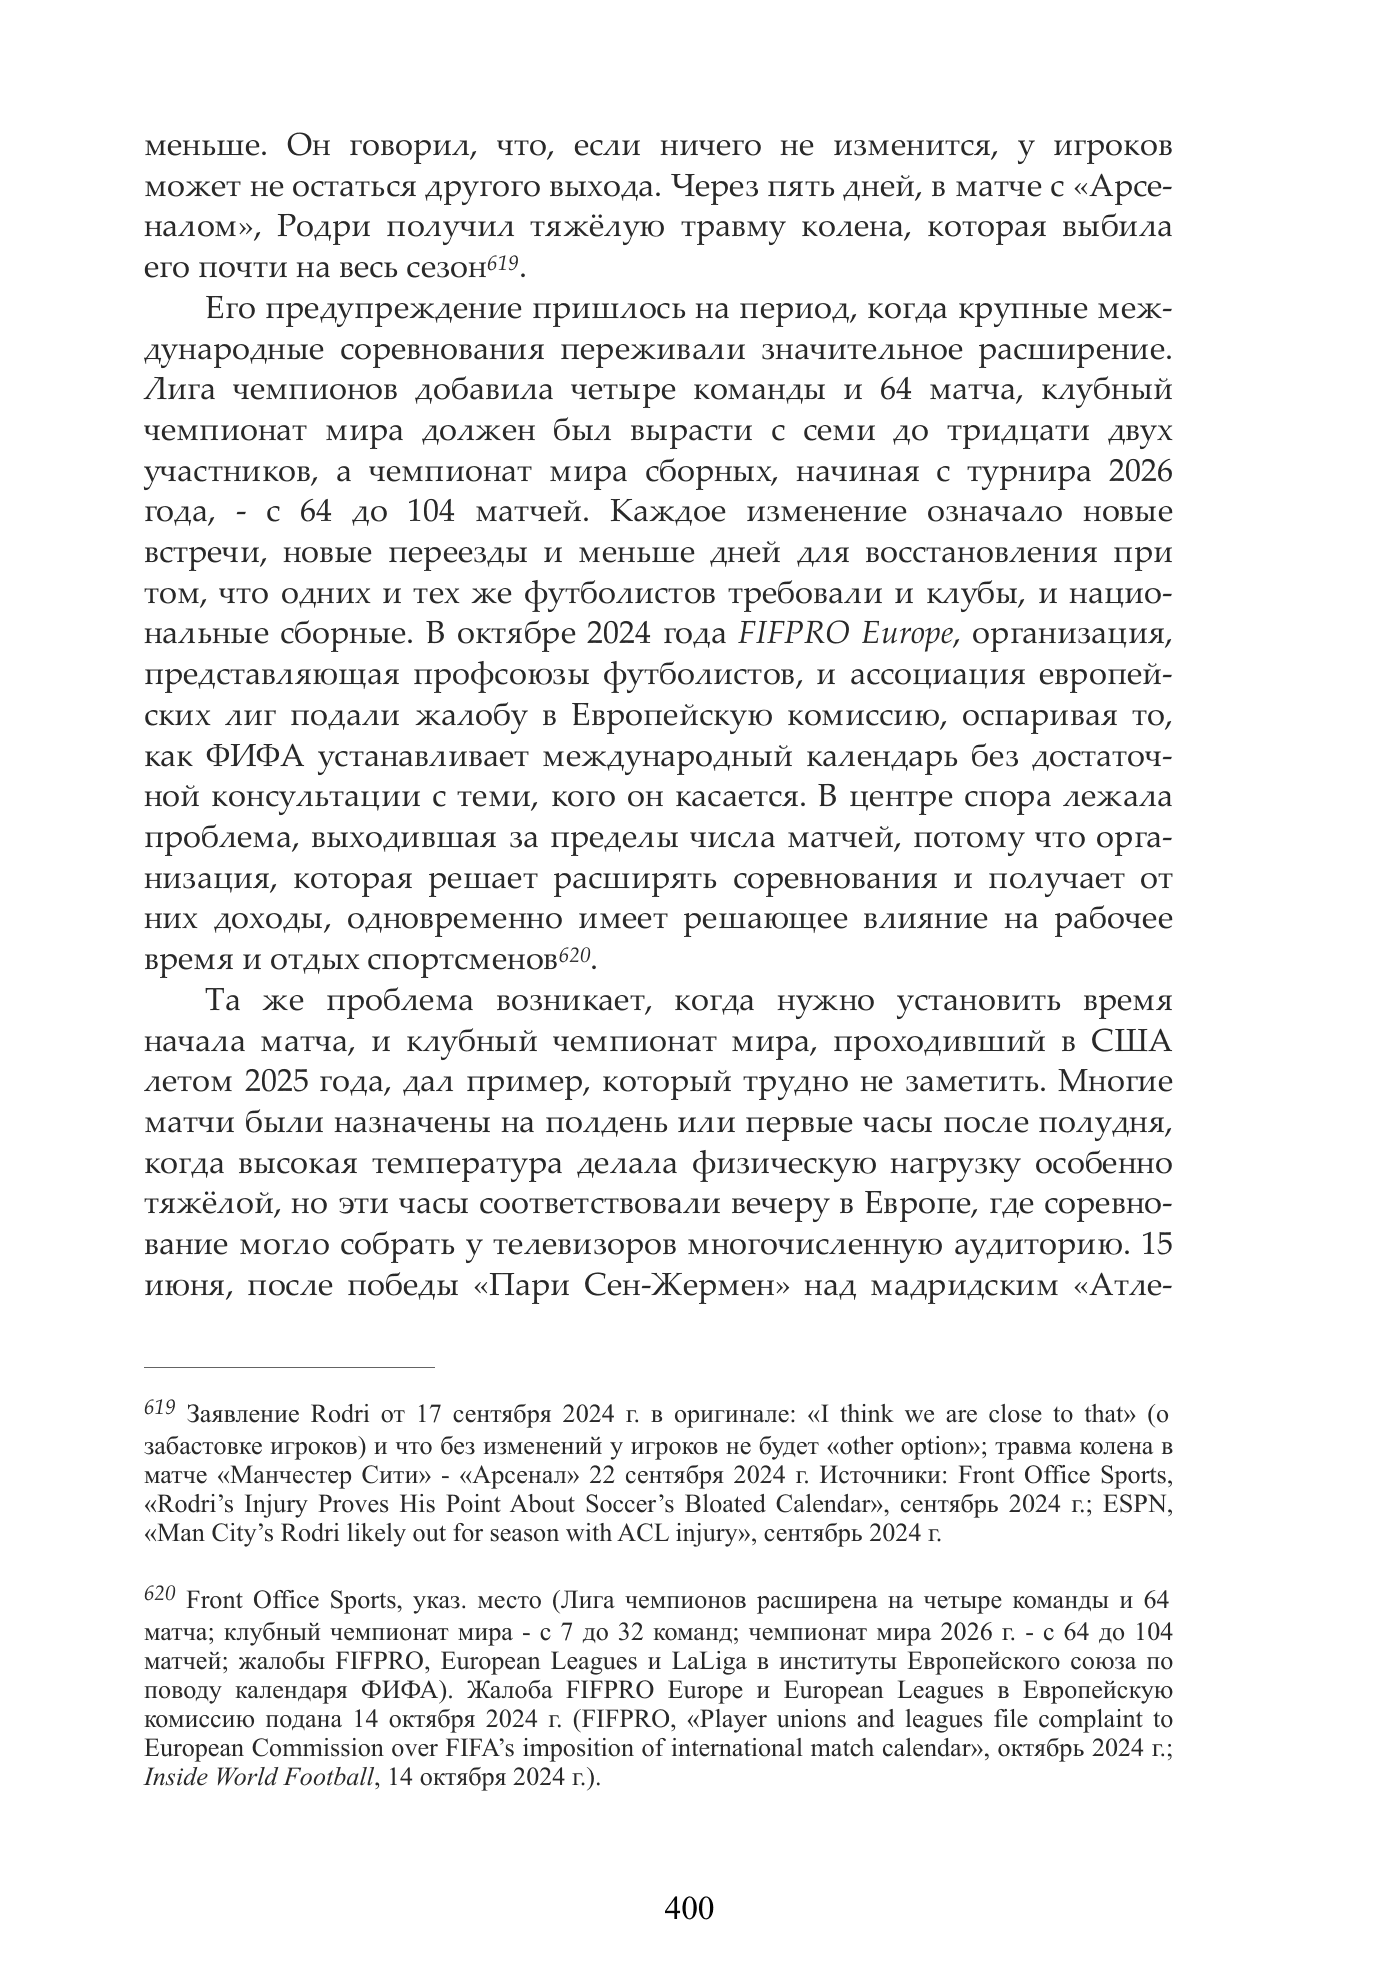 меньше. Он говорил, что, если ничего не изменится, у игроков
может не остаться другого выхода. Через пять дней, в матче с «Арсе-
налом», Родри получил тяжёлую травму колена, которая выбила
его почти на весь сезон619.
Его предупреждение пришлось на период, когда крупные меж-
дународные соревнования переживали значительное расширение.
Лига чемпионов добавила четыре команды и 64 матча, клубный
чемпионат мира должен был вырасти с семи до тридцати двух
участников, а чемпионат мира сборных, начиная с турнира 2026
года, - с 64 до 104 матчей. Каждое изменение означало новые
встречи, новые переезды и меньше дней для восстановления при
том, что одних и тех же футболистов требовали и клубы, и нацио-
нальные сборные. В октябре 2024 года FIFPRO Europe, организация,
представляющая профсоюзы футболистов, и ассоциация европей-
ских лиг подали жалобу в Европейскую комиссию, оспаривая то,
как ФИФА устанавливает международный календарь без достаточ-
ной консультации с теми, кого он касается. В центре спора лежала
проблема, выходившая за пределы числа матчей, потому что орга-
низация, которая решает расширять соревнования и получает от
них доходы, одновременно имеет решающее влияние на рабочее
время и отдых спортсменов620.
Та же проблема возникает, когда нужно установить время
начала матча, и клубный чемпионат мира, проходивший в США
летом 2025 года, дал пример, который трудно не заметить. Многие
матчи были назначены на полдень или первые часы после полудня,
когда высокая температура делала физическую нагрузку особенно
тяжёлой, но эти часы соответствовали вечеру в Европе, где соревно-
вание могло собрать у телевизоров многочисленную аудиторию. 15
июня, после победы «Пари Сен-Жермен» над мадридским «Атле-
619 Заявление Rodri от 17 сентября 2024 г. в оригинале: «I think we are close to that» (о
забастовке игроков) и что без изменений у игроков не будет «other option»; травма колена в
матче «Манчестер Сити» - «Арсенал» 22 сентября 2024 г. Источники: Front Office Sports,
«Rodri’s Injury Proves His Point About Soccer’s Bloated Calendar», сентябрь 2024 г.; ESPN,
«Man City’s Rodri likely out for season with ACL injury», сентябрь 2024 г.
620 Front Office Sports, указ. место (Лига чемпионов расширена на четыре команды и 64
матча; клубный чемпионат мира - с 7 до 32 команд; чемпионат мира 2026 г. - с 64 до 104
матчей; жалобы FIFPRO, European Leagues и LaLiga в институты Европейского союза по
поводу календаря ФИФА). Жалоба FIFPRO Europe и European Leagues в Европейскую
комиссию подана 14 октября 2024 г. (FIFPRO, «Player unions and leagues file complaint to
European Commission over FIFA’s imposition of international match calendar», октябрь 2024 г.;
Inside World Football, 14 октября 2024 г.).
400